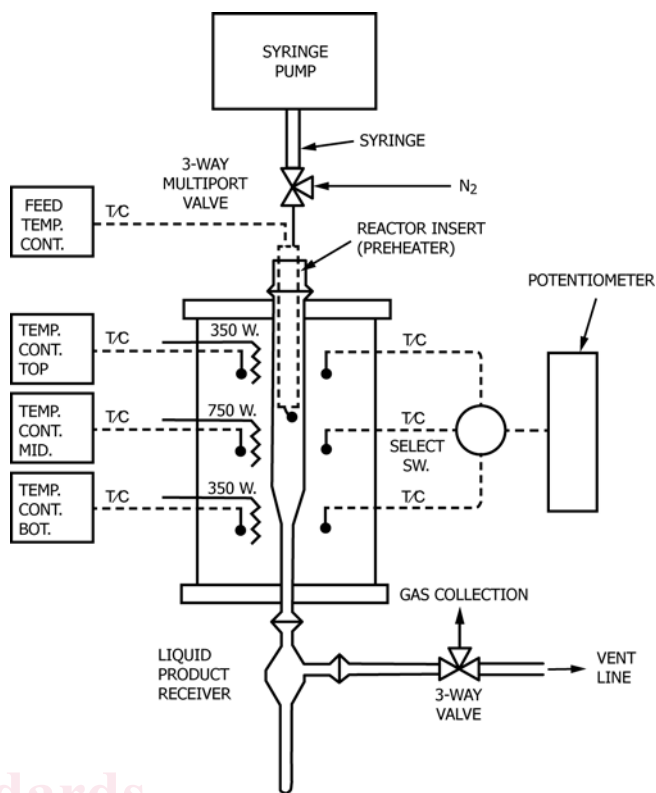 SYRINGE
PUMP
SYRINGE
3-WAY
MULTIPORT
VALVE
N2
FEED
TEMP.
CONT.
T/C
REACTOR INSERT
(PREHEATER)
POTENTIOMETER
TEMP.
CONT.
TOP
T/C
350 W.
T/C
TEMP.
CONT.
MID.
T/C
750 W.
T/C
SELECT
SW.
TEMP.
CONT.
BOT.
T/C
350 W.
T/C
GAS COLLECTION
LIQUID
PRODUCT
RECEIVER
3-WAY
VALVE
VENT
LINE